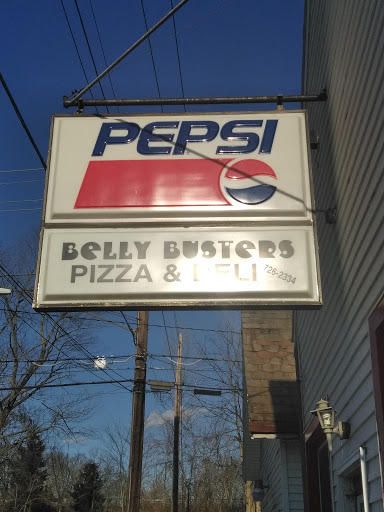 PEPSI
BELLY BUSTERS
PIZZA & DELI
726-2334